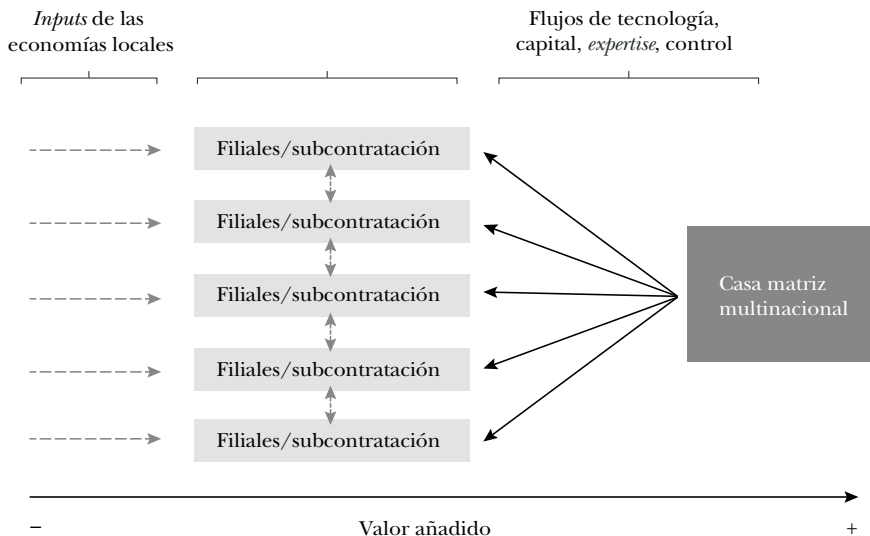 Inputs de las
economías locales
Flujos de tecnología,
capital, expertise, control
Filiales/subcontratación
Filiales/subcontratación
Filiales/subcontratación
Filiales/subcontratación
Filiales/subcontratación
Casa matriz
multinacional
– Valor añadido +